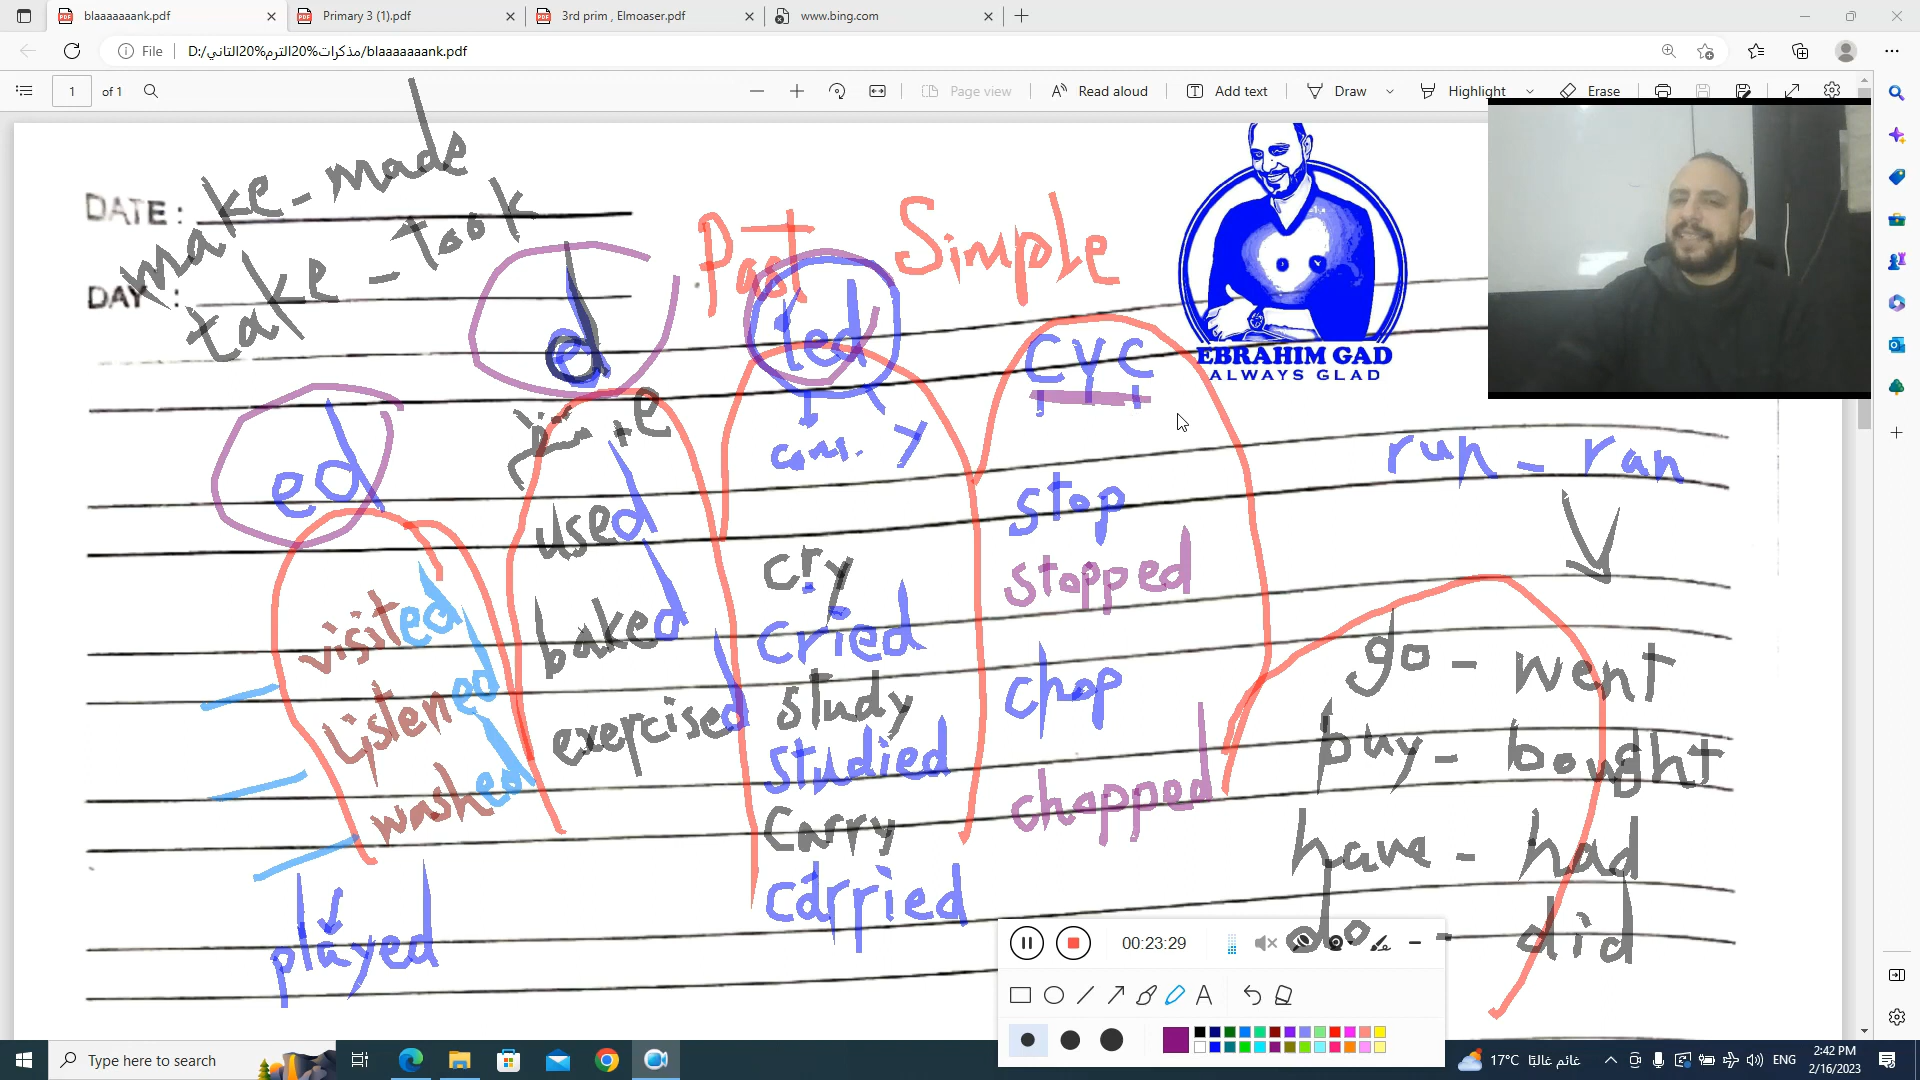 blaaaaaaank.pdf
Primary 3 (1).pdf
3rd prim , Elmoaser.pdf
www.bing.com
File
D:/مذكرات%20الترم%20التاني/blaaaaaaank.pdf
1
of 1
Page view
Read aloud
Add text
Draw
Highlight
Erase
make - made
DATE :
take - took
DAY :
Past Simple
ed
d
ied
CVC
EBRAHIM GAD
ALWAYS GLAD
cons. y
e
run - ran
used
baked
exercised
visited
Listened
washed
played
cry
cried
study
studied
Carry
carried
stop
stopped
chop
chopped
go - went
buy - bought
have - had
do - did
00:23:29
A
Type here to search
17°C
غائم غالبًا
ENG
2:42 PM
2/16/2023